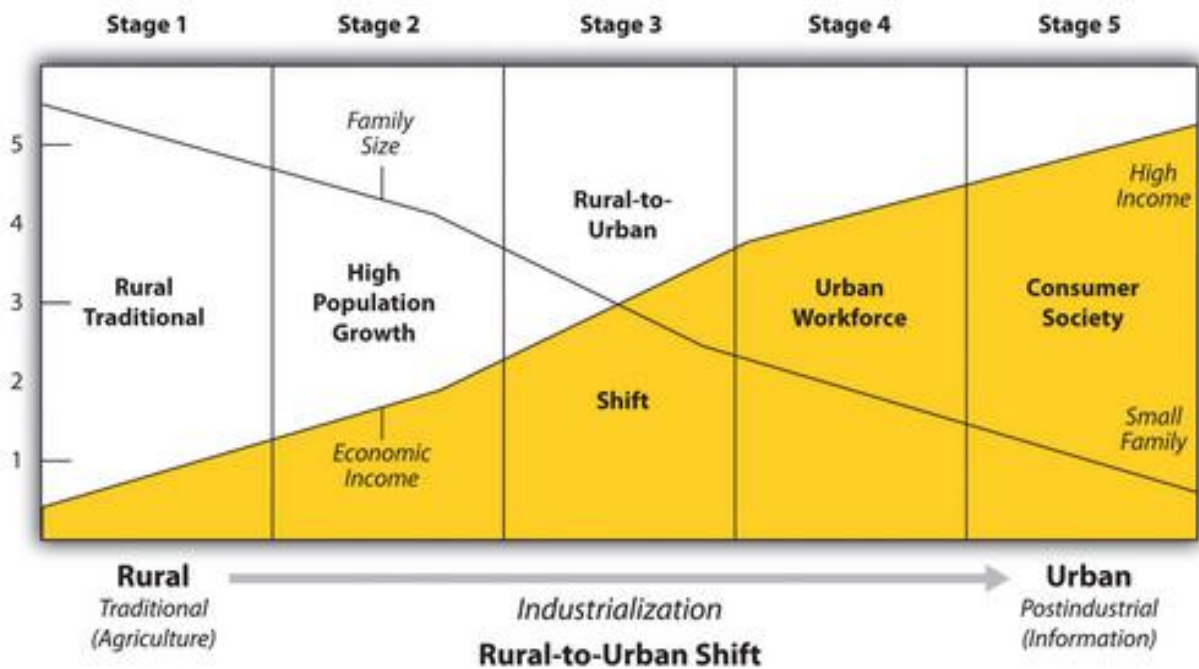 Stage 1
Stage 2
Stage 3
Stage 4
Stage 5
5
4
3
2
1
Family
Size
Rural-to-
Urban
High
Income
Rural
Traditional
High
Population
Growth
Urban
Workforce
Consumer
Society
Shift
Economic
Income
Small
Family
Rural
Traditional
(Agriculture)
Industrialization
Rural-to-Urban Shift
Urban
Postindustrial
(Information)